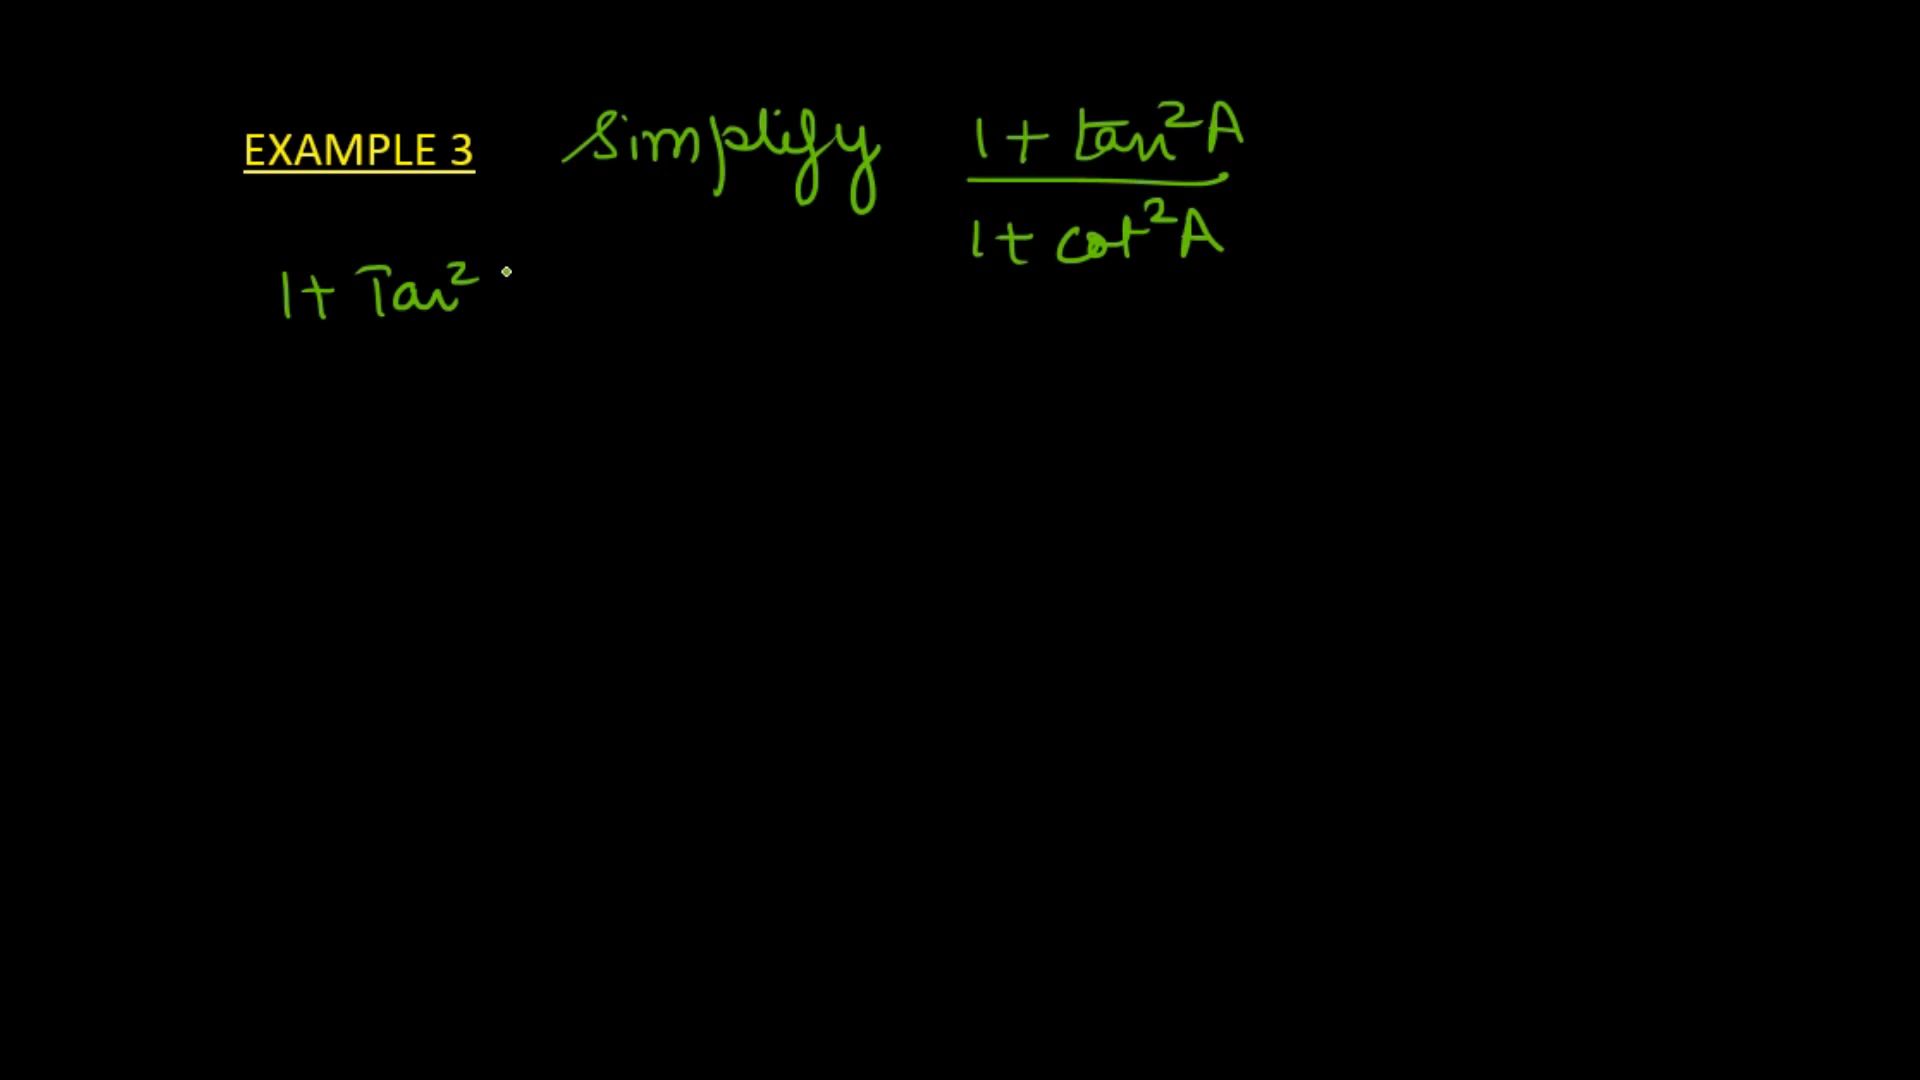 EXAMPLE 3 Simplify 1 + tan²A
1 + cot²A
1 + Tan²